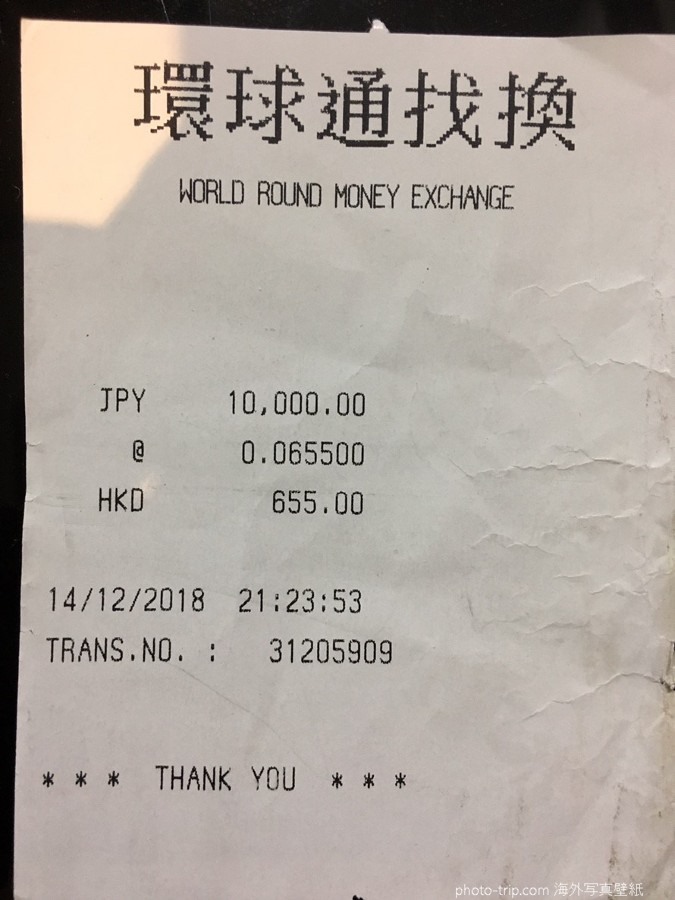 環球通找換
WORLD ROUND MONEY EXCHANGE
JPY 10,000.00
@ 0.065500
HKD 655.00
14/12/2018 21:23:53
TRANS.NO. : 31205909
* * * THANK YOU * * *
photo-trip.com 海外写真壁紙